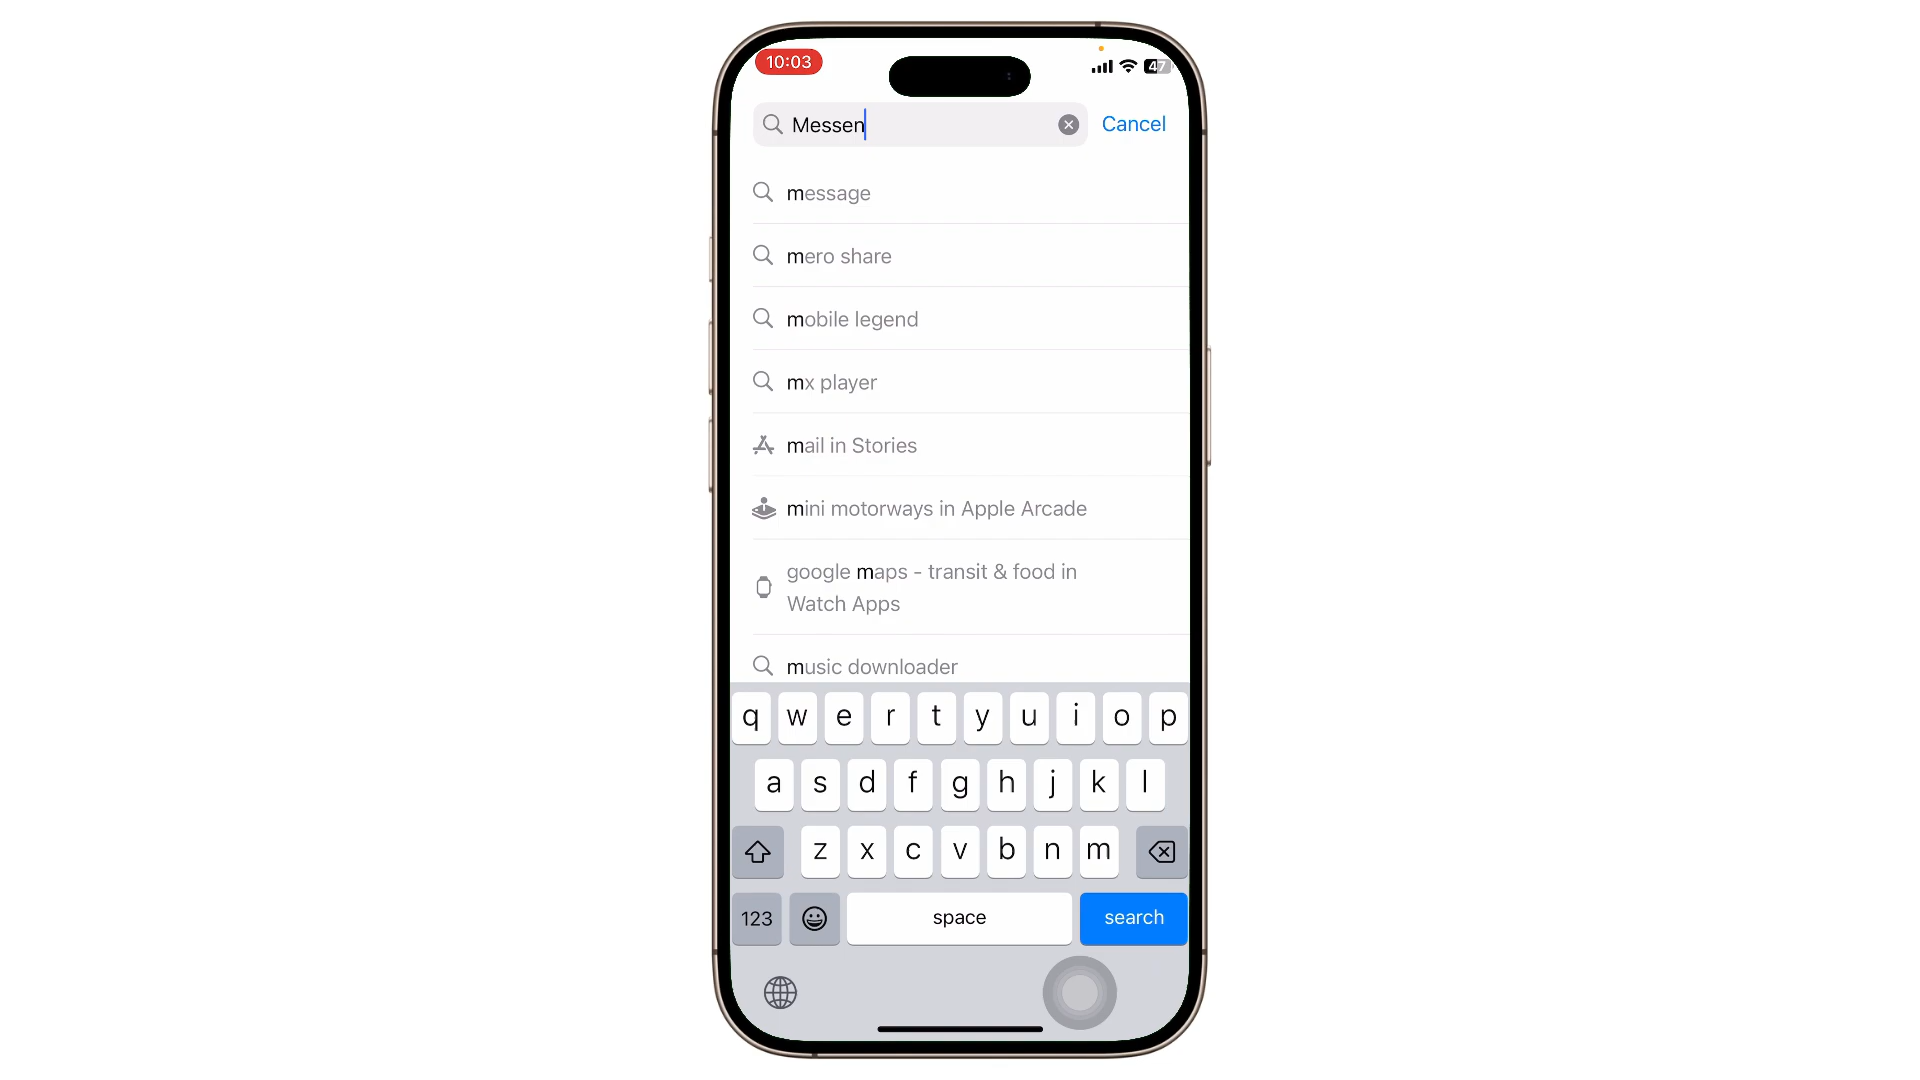 10:03
47
Messen
Cancel
message
mero share
mobile legend
mx player
mail in Stories
mini motorways in Apple Arcade
google maps - transit & food in
Watch Apps
music downloader
q w e r t y u i o p
a s d f g h j k l
z x c v b n m
123 space search